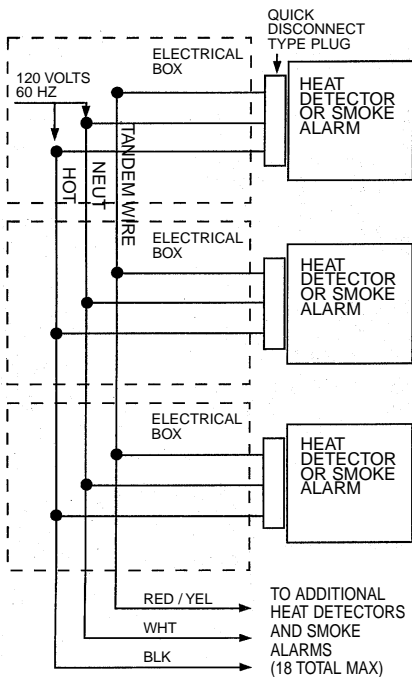 QUICK
DISCONNECT
TYPE PLUG
ELECTRICAL
BOX
120 VOLTS
60 HZ
HEAT
DETECTOR
OR SMOKE
ALARM
HOT
NEUT
TANDEM WIRE
ELECTRICAL
BOX
HEAT
DETECTOR
OR SMOKE
ALARM
ELECTRICAL
BOX
HEAT
DETECTOR
OR SMOKE
ALARM
RED / YEL
WHT
BLK
TO ADDITIONAL
HEAT DETECTORS
AND SMOKE
ALARMS
(18 TOTAL MAX)